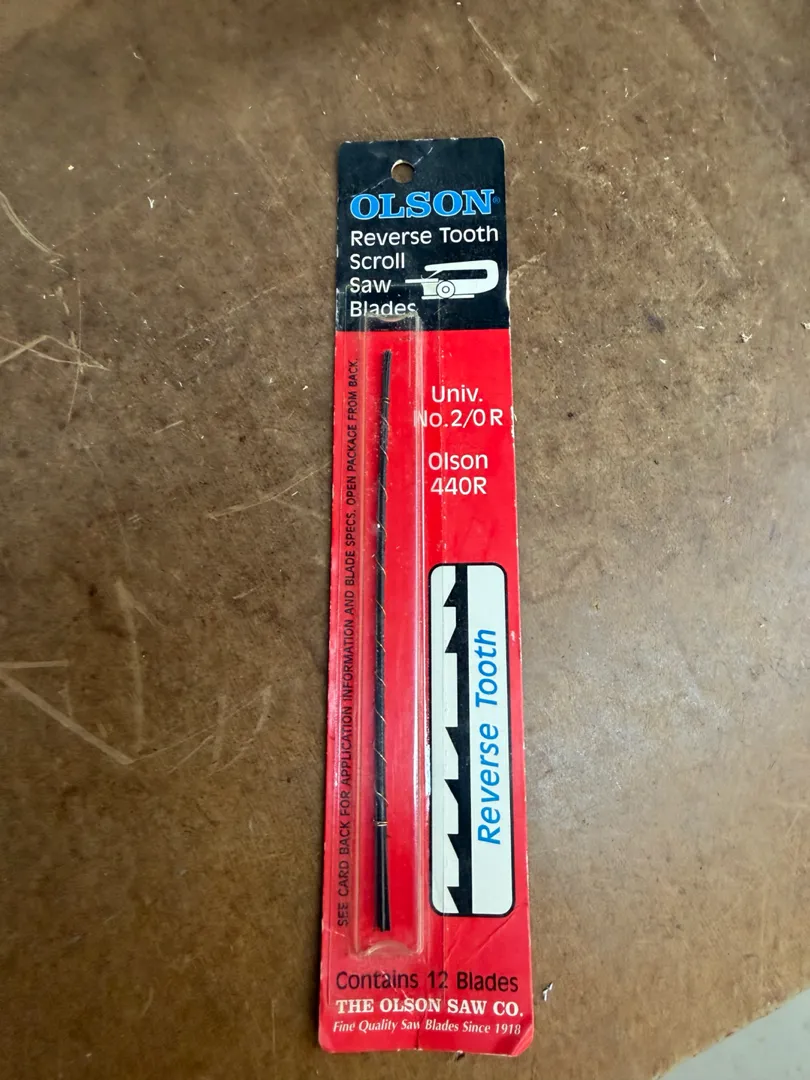 OLSON®
Reverse Tooth
Scroll
Saw
Blades
Univ.
No.2/0 R
Olson
440R
SEE CARD BACK FOR APPLICATION INFORMATION AND BLADE SPECS. OPEN PACKAGE FROM BACK.
Reverse Tooth
Contains 12 Blades
THE OLSON SAW CO.
Fine Quality Saw Blades Since 1918